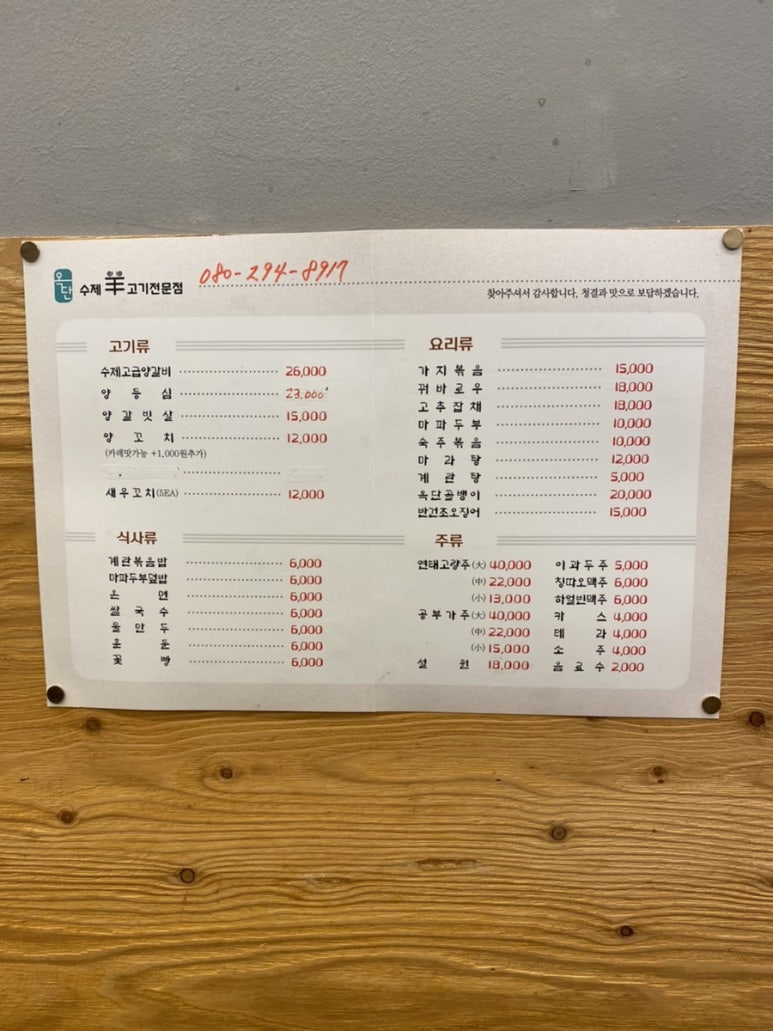 옥단 수제 羊 고기전문점 080-294-8917
찾아주셔서 감사합니다. 청결과 맛으로 보답하겠습니다.
고기류
수제고급양갈비 26,000
양등심 23.000
양갈빗살 15,000
양꼬치 12,000
(카레맛가능 +1,000원추가)
새우꼬치(5EA) 12,000
식사류
계란볶음밥 6,000
마파두부덮밥 6,000
온면 6,000
쌀국수 6,000
물만두 6,000
훈둔 6,000
꽃빵 6,000
요리류
가지볶음 15,000
꿔바로우 18,000
고추잡채 18,000
마파두부 10,000
숙주볶음 10,000
마라탕 12,000
계란탕 5,000
옥단골뱅이 20,000
반건조오징어 15,000
주류
연태고량주(大) 40,000
(中) 22,000
(小) 13,000
공부가주(大) 40,000
(中) 22,000
(小) 15,000
설원 18,000
이과두주 5,000
칭따오맥주 6,000
하얼빈맥주 6,000
카스 4,000
테라 4,000
소주 4,000
음료수 2,000